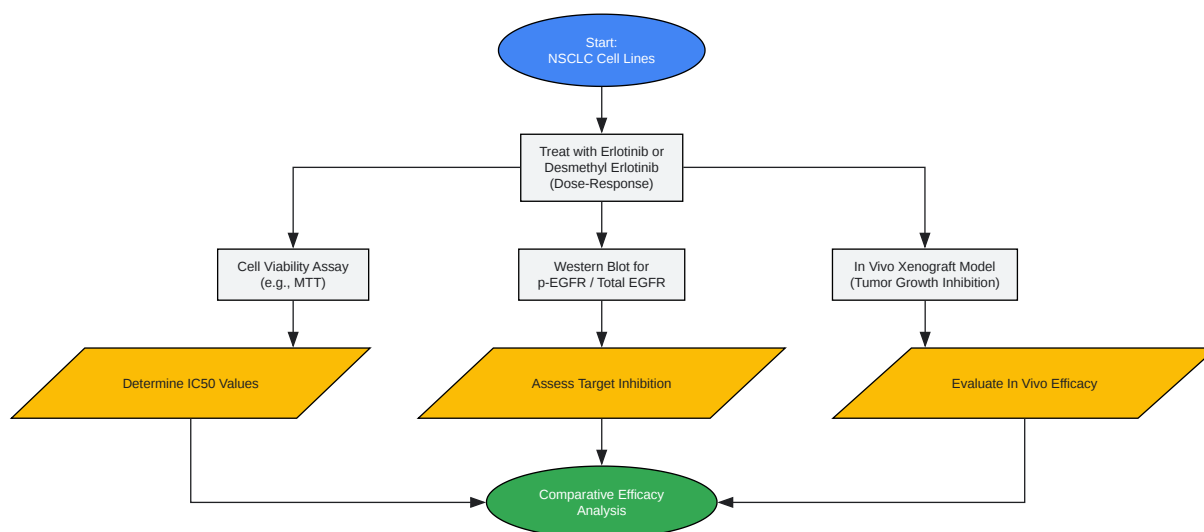 Start:
NSCLC Cell Lines
Treat with Erlotinib or
Desmethyl Erlotinib
(Dose-Response)
Cell Viability Assay
(e.g., MTT)
Western Blot for
p-EGFR / Total EGFR
In Vivo Xenograft Model
(Tumor Growth Inhibition)
Determine IC50 Values
Assess Target Inhibition
Evaluate In Vivo Efficacy
Comparative Efficacy
Analysis